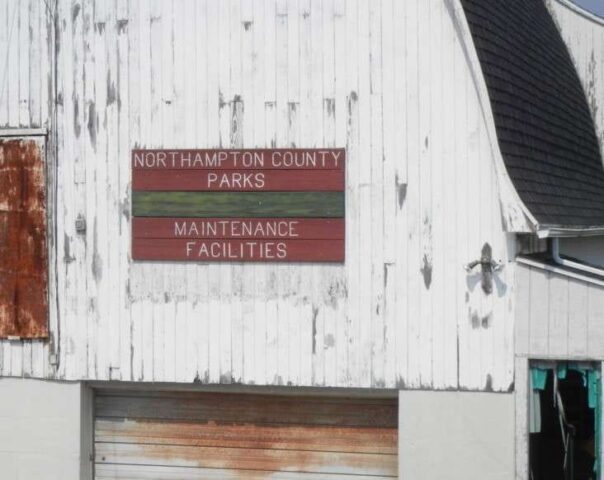 NORTHAMPTON COUNTY
PARKS
MAINTENANCE
FACILITIES